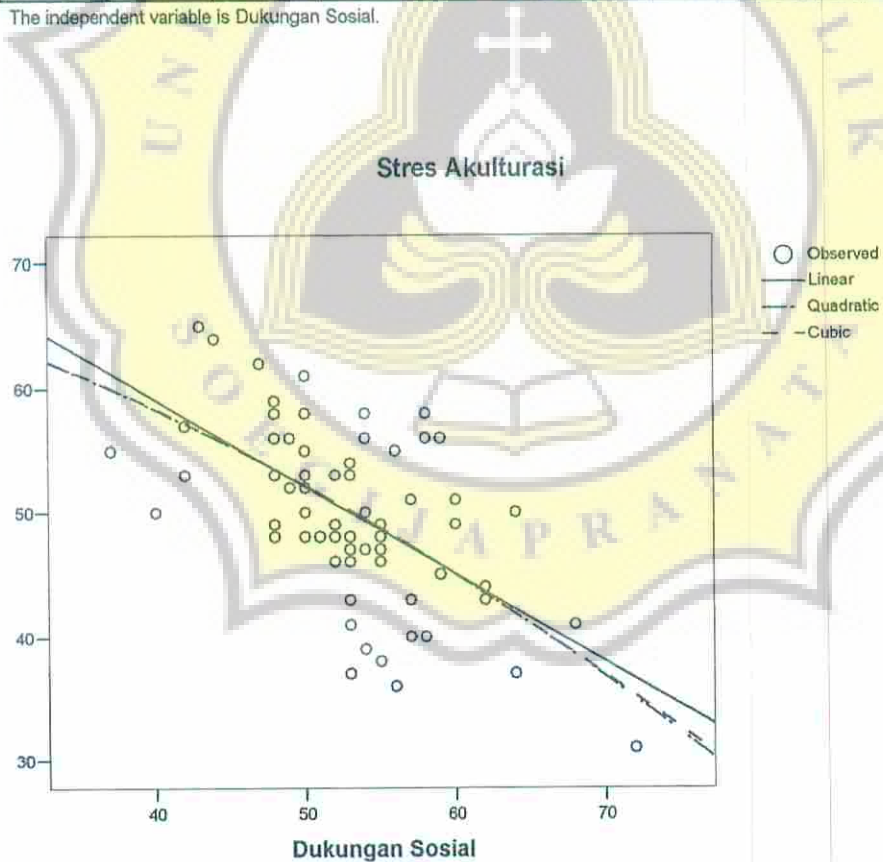 The independent variable is Dukungan Sosial.
Stres Akulturasi
Observed
Linear
Quadratic
Cubic
70
60
50
40
30
40
50
60
70
Dukungan Sosial
U N I
L I K
S O E G I J A P R A N A T A